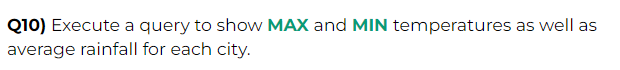 Q10) Execute a query to show MAX and MIN temperatures as well as
average rainfall for each city.